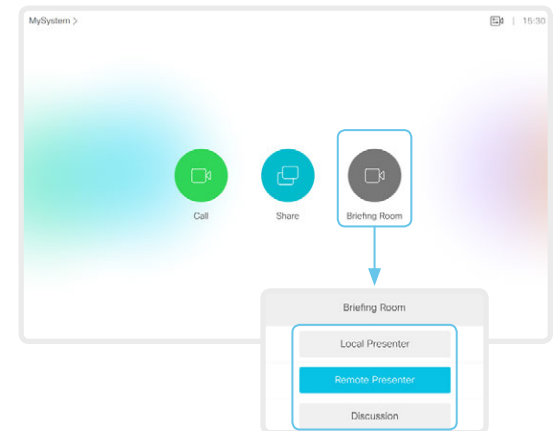 MySystem >
15:30
Call
Share
Briefing Room
Briefing Room
Local Presenter
Remote Presenter
Discussion